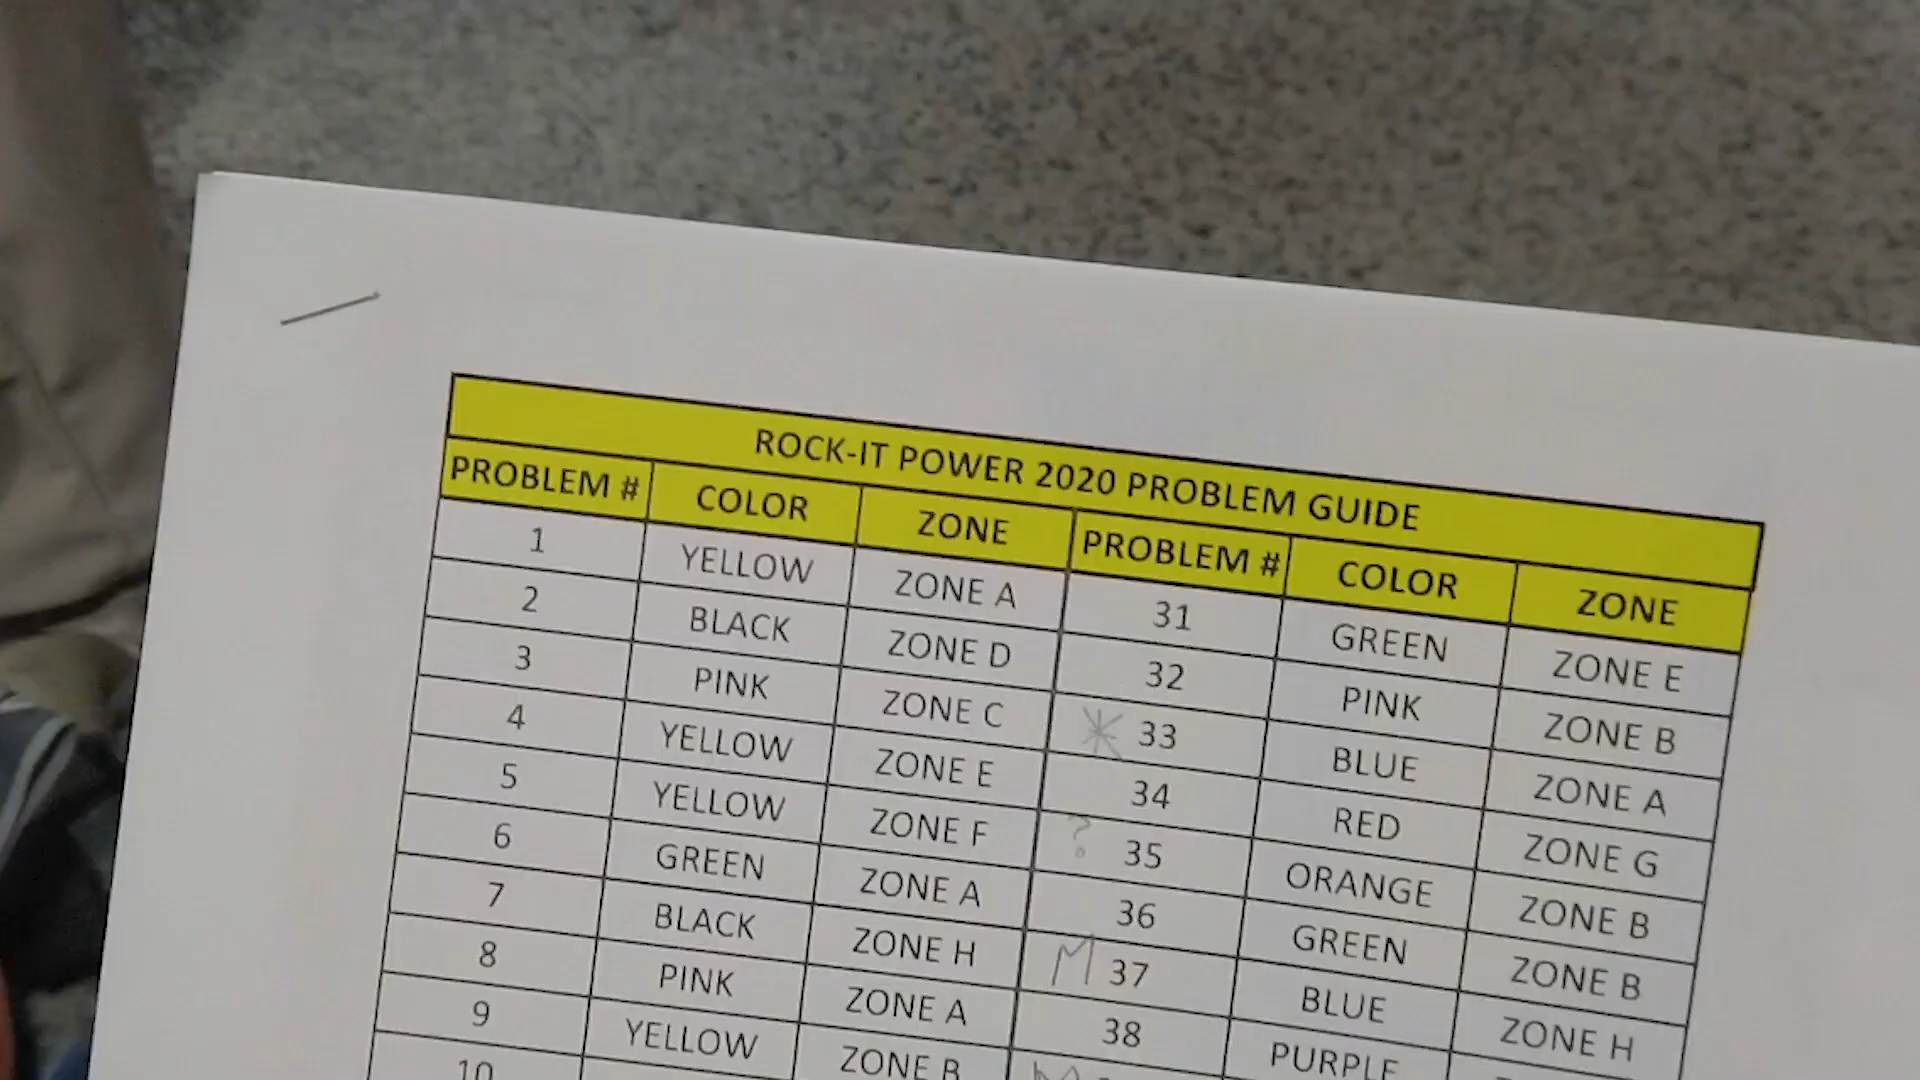 ROCK-IT POWER 2020 PROBLEM GUIDE
PROBLEM # COLOR ZONE PROBLEM # COLOR ZONE
1 YELLOW ZONE A 31 GREEN ZONE E
2 BLACK ZONE D 32 PINK ZONE B
3 PINK ZONE C * 33 BLUE ZONE A
4 YELLOW ZONE E 34 RED ZONE G
5 YELLOW ZONE F ? 35 ORANGE ZONE B
6 GREEN ZONE A 36 GREEN ZONE B
7 BLACK ZONE H M 37 BLUE ZONE H
8 PINK ZONE A 38 PURPLE
9 YELLOW ZONE B
10